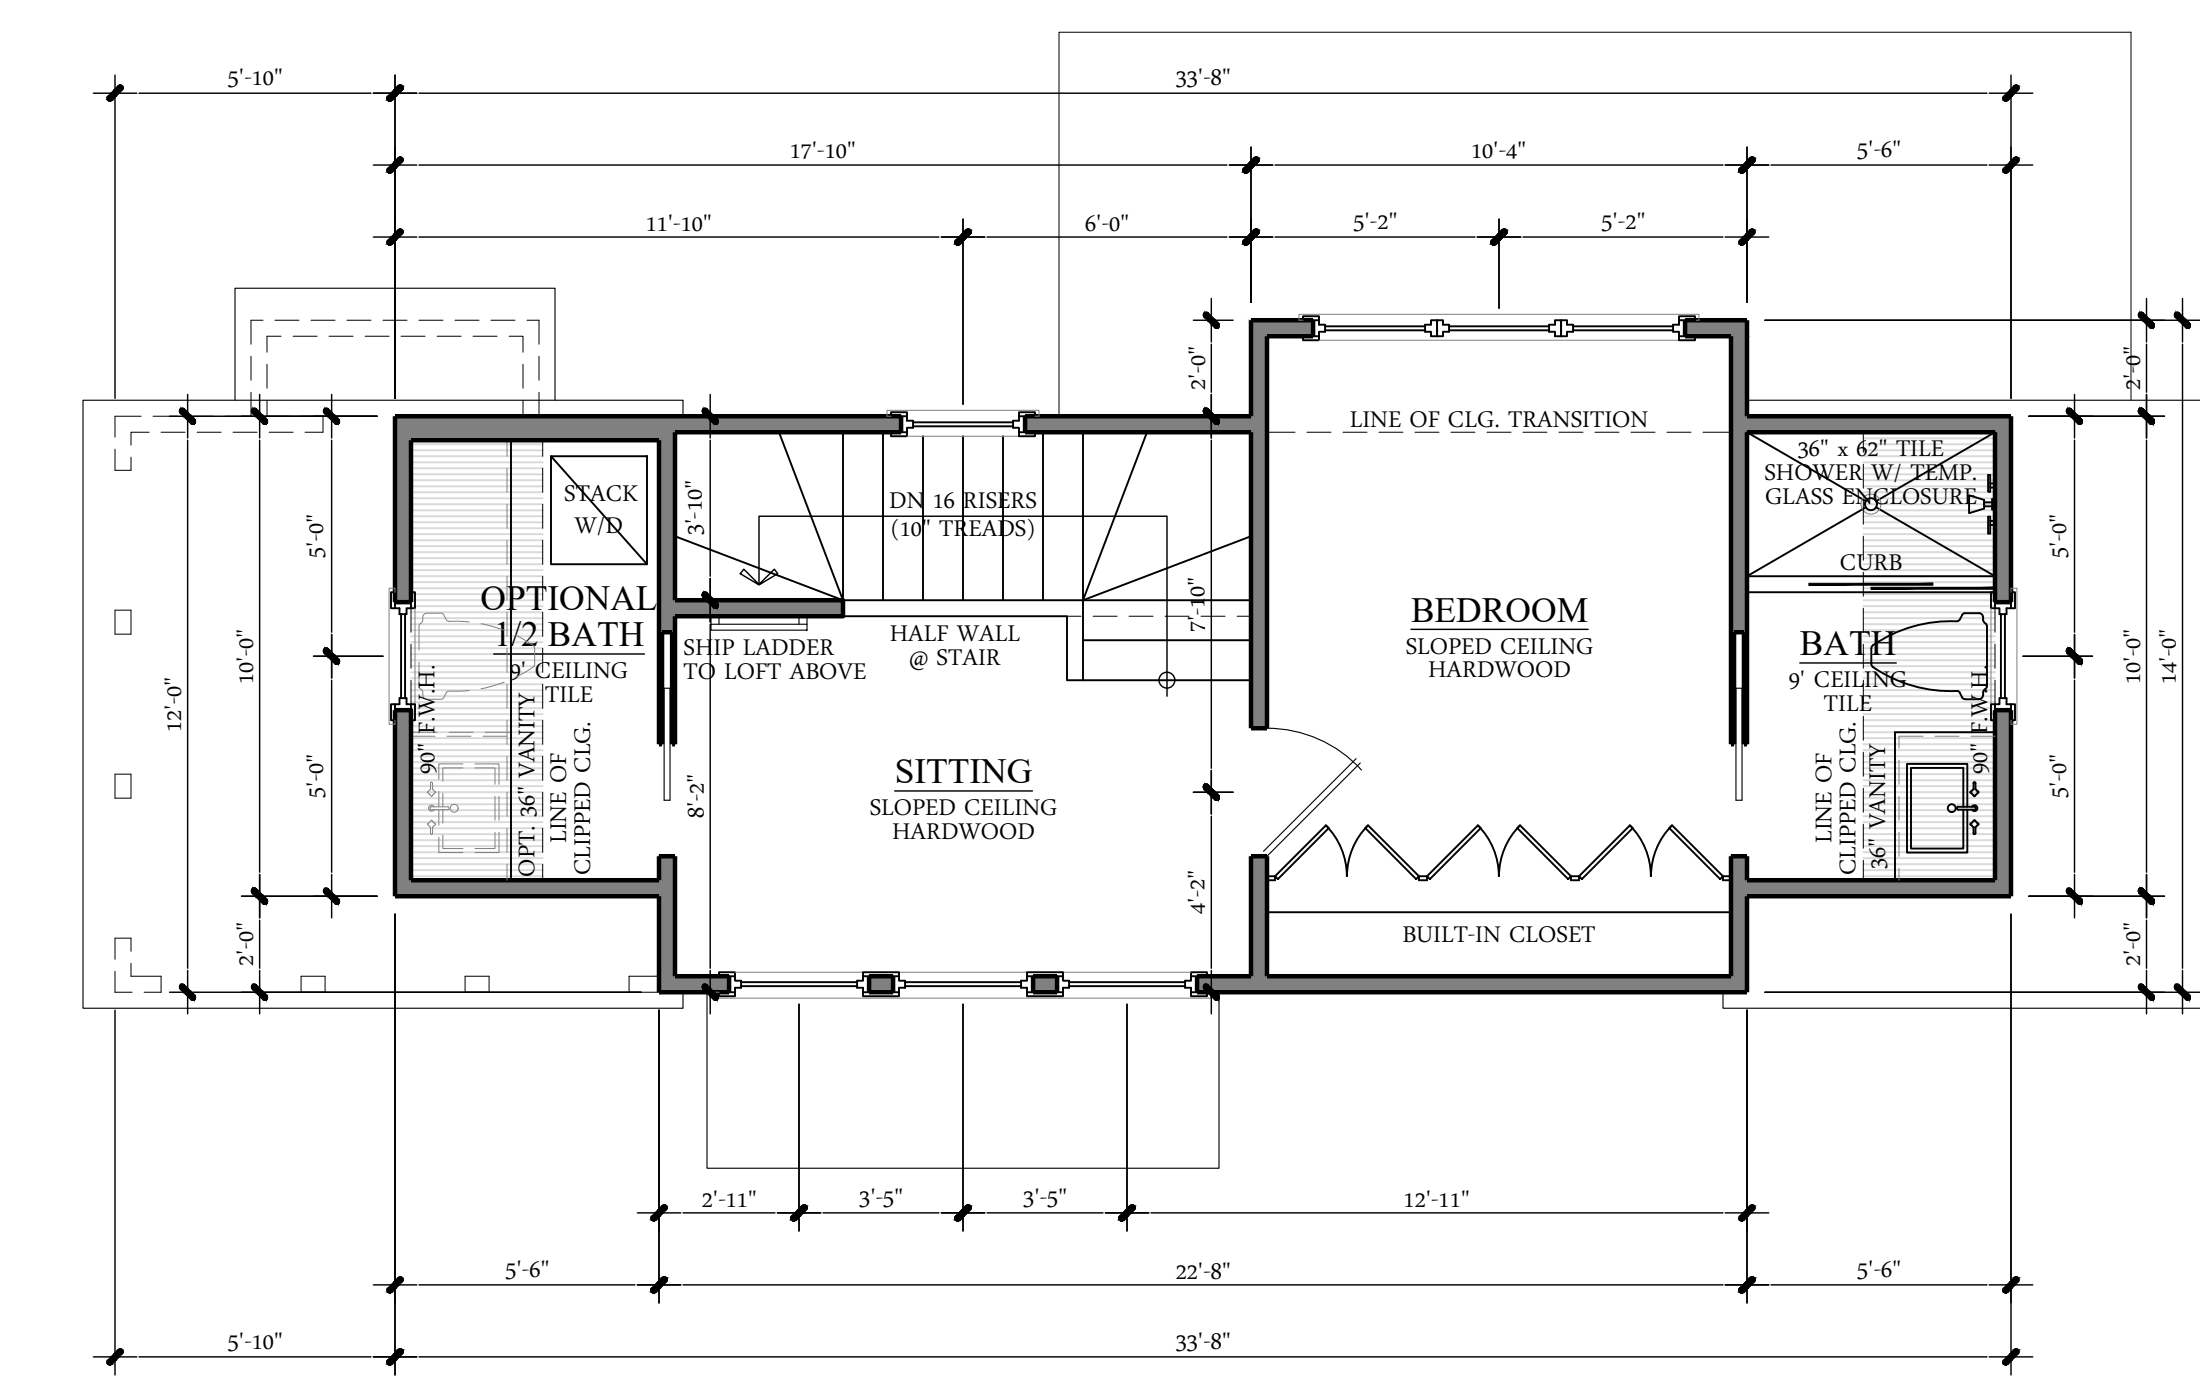 5'-10"
33'-8"
17'-10"
10'-4"
5'-6"
11'-10"
6'-0"
5'-2"
5'-2"
2'-0"
2'-0"
LINE OF CLG. TRANSITION
36" x 62" TILE
SHOWER W/ TEMP.
GLASS ENCLOSURE
CURB
STACK
W/D
3'-10"
DN 16 RISERS
(10" TREADS)
5'-0"
5'-0"
OPTIONAL
1/2 BATH
9' CEILING
TILE
SHIP LADDER
TO LOFT ABOVE
HALF WALL
@ STAIR
7'-10"
BEDROOM
SLOPED CEILING
HARDWOOD
BATH
9' CEILING
TILE
12'-0"
10'-0"
10'-0"
14'-0"
90" F.W.H.
OPT. 36" VANITY
LINE OF
CLIPPED CLG.
8'-2"
SITTING
SLOPED CEILING
HARDWOOD
LINE OF
CLIPPED CLG.
36" VANITY
90" F.W.H.
5'-0"
5'-0"
4'-2"
BUILT-IN CLOSET
2'-0"
2'-0"
2'-11"
3'-5"
3'-5"
12'-11"
5'-6"
22'-8"
5'-6"
5'-10"
33'-8"